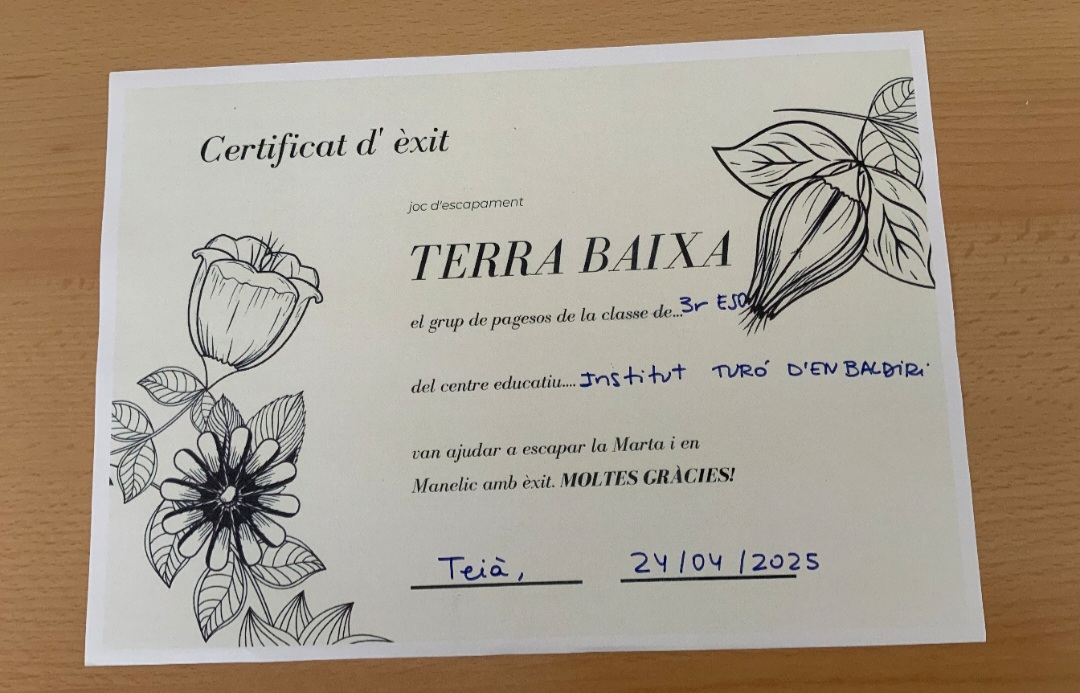 Certificat d' èxit
joc d'escapament
TERRA BAIXA
el grup de pagesos de la classe de...3r ESO
del centre educatiu.... Institut TURÓ D'EN BALDIRI
van ajudar a escapar la Marta i en
Manelic amb èxit. MOLTES GRÀCIES!
Teià, 24/04/2025